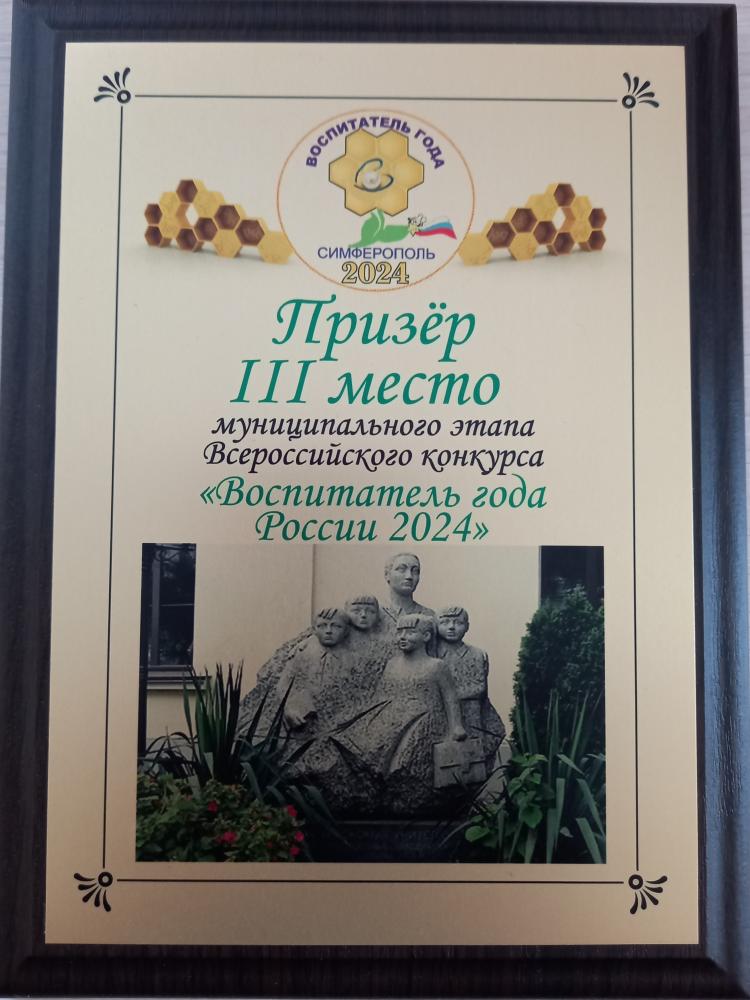 ВОСПИТАТЕЛЬ ГОДА
СИМФЕРОПОЛЬ
2024
Призёр
III место
муниципального этапа
Всероссийского конкурса
«Воспитатель года
России 2024»